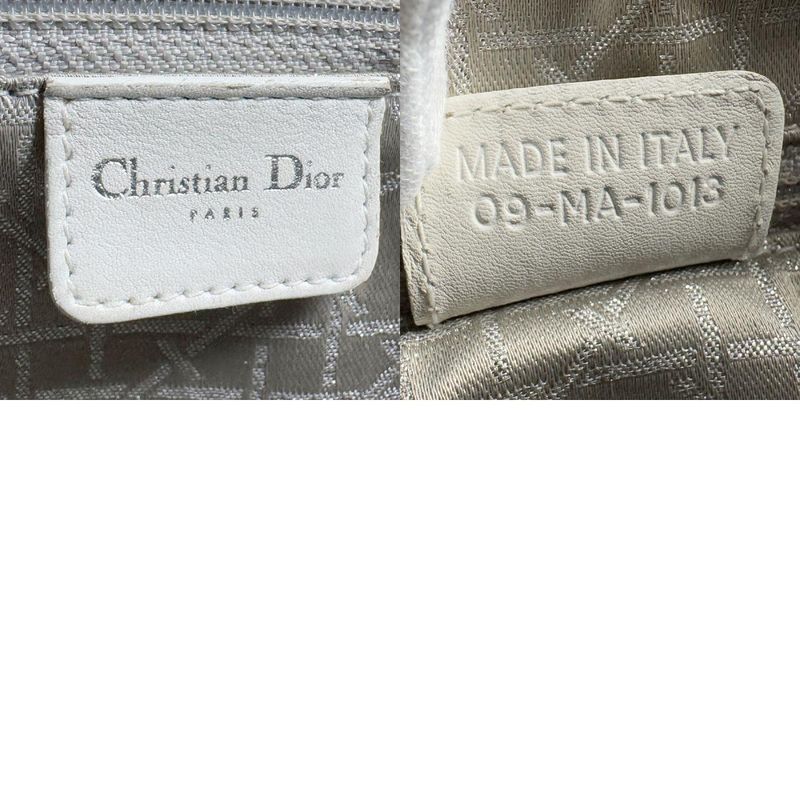 Christian Dior
PARIS
MADE IN ITALY
09-MA-1013